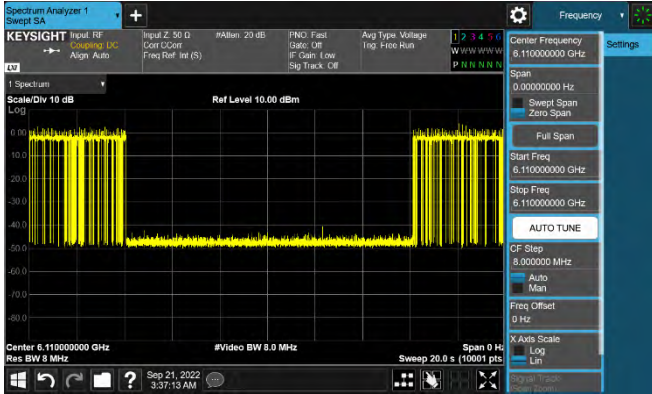 Spectrum Analyzer 1
Swept SA
Frequency
KEYSIGHT
Input: RF
Coupling: DC
Align: Auto
Input Z: 50 Ω
Corr CCorr
Freq Ref: Int (S)
#Atten: 20 dB
PNO: Fast
Gate: Off
IF Gain: Low
Sig Track: Off
Avg Type: Voltage
Trig: Free Run
1 2 3 4 5 6
W W W W W W
P N N N N N
LXI
1 Spectrum
Scale/Div 10 dB
Ref Level 10.00 dBm
Log
0.00
-10.0
-20.0
-30.0
-40.0
-50.0
-60.0
-70.0
-80.0
Center 6.110000000 GHz
#Video BW 8.0 MHz
Span 0 Hz
Res BW 8 MHz
Sweep 20.0 s (10001 pts
Sep 21, 2022
3:37:13 AM
Center Frequency
6.110000000 GHz
Settings
Span
0.00000000 Hz
Swept Span
Zero Span
Full Span
Start Freq
6.110000000 GHz
Stop Freq
6.110000000 GHz
AUTO TUNE
CF Step
8.000000 MHz
Auto
Man
Freq Offset
0 Hz
X Axis Scale
Log
Lin
Signal Track
(Span Zoom)